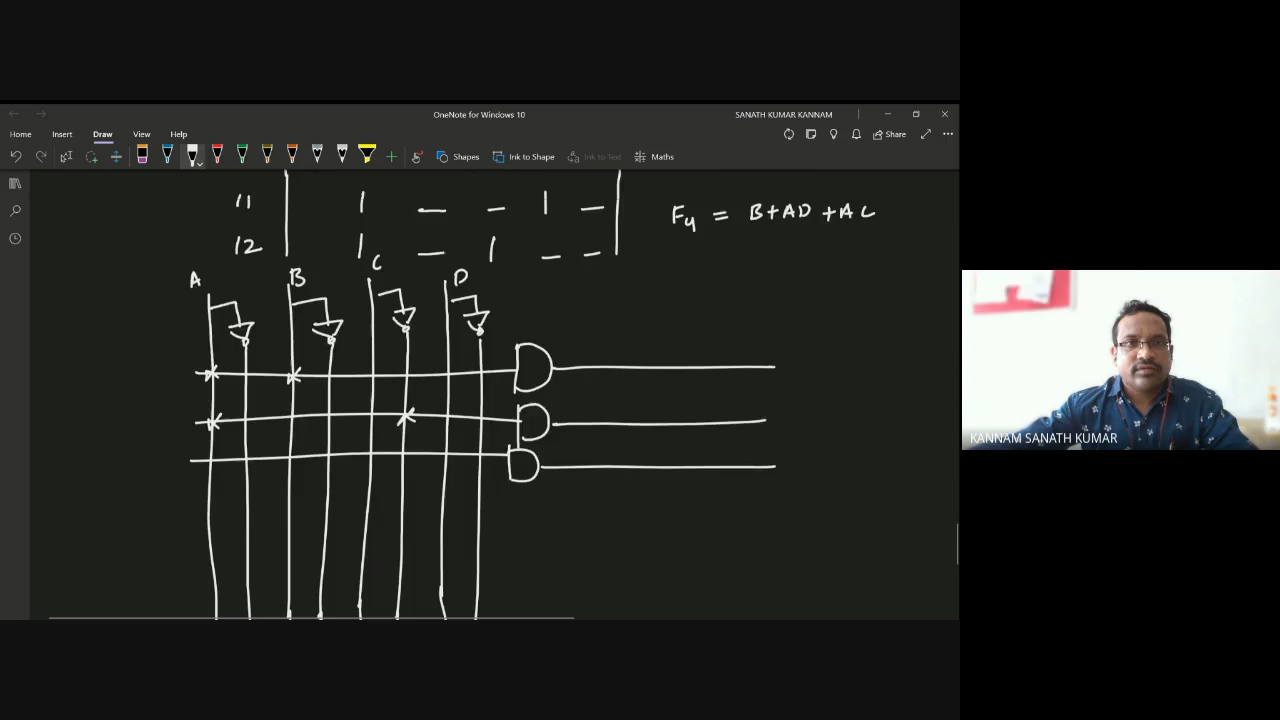 OneNote for Windows 10
SANATH KUMAR KANNAM
Home Insert Draw View Help
Share
Shapes
Ink to Shape
Ink to Text
Maths
11 1 — – 1 –
12 1 – 1 – –
F4 = B+AD+AC
A B C D
KANNAM SANATH KUMAR